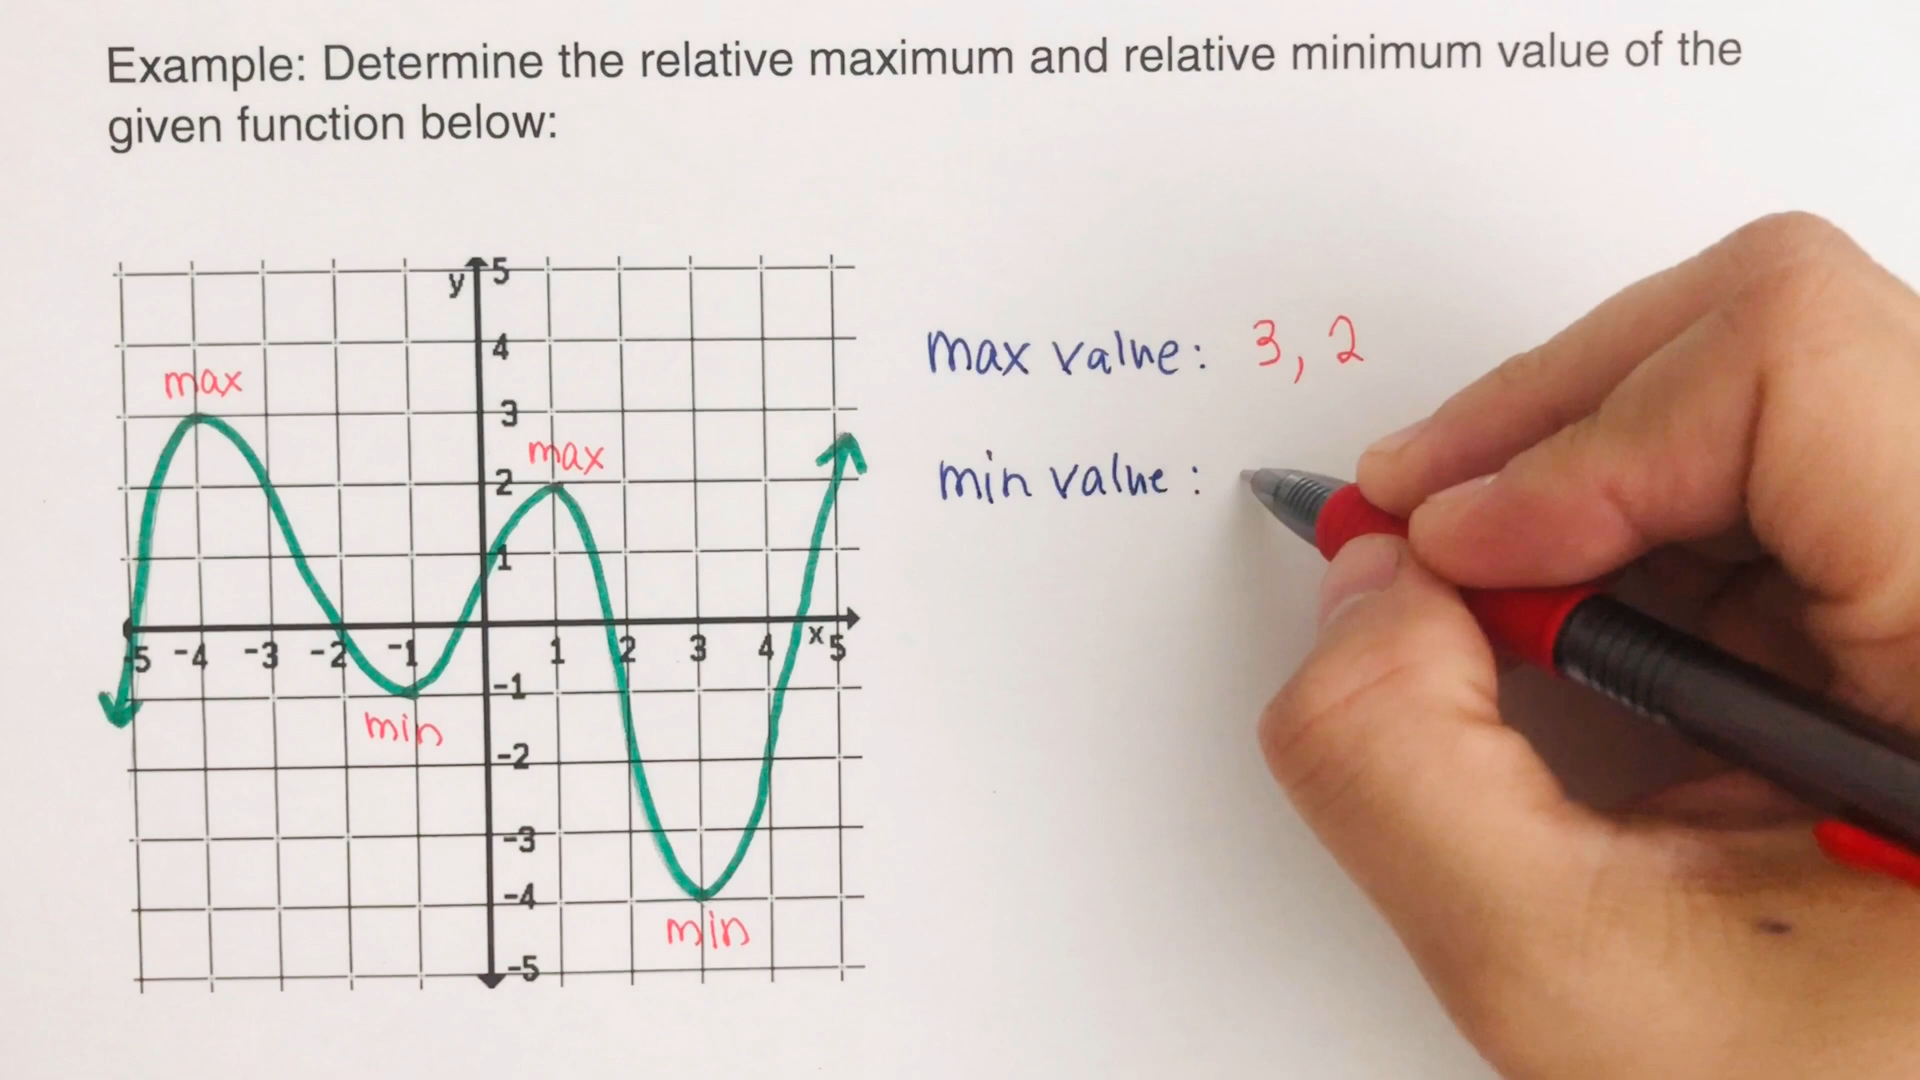 Example: Determine the relative maximum and relative minimum value of the
given function below:
y 5
4
max
3
max
2
1
-5 -4 -3 -2 -1 1 2 3 4 x 5
-1
min
-2
-3
-4
min
-5
max value: 3, 2
min value: